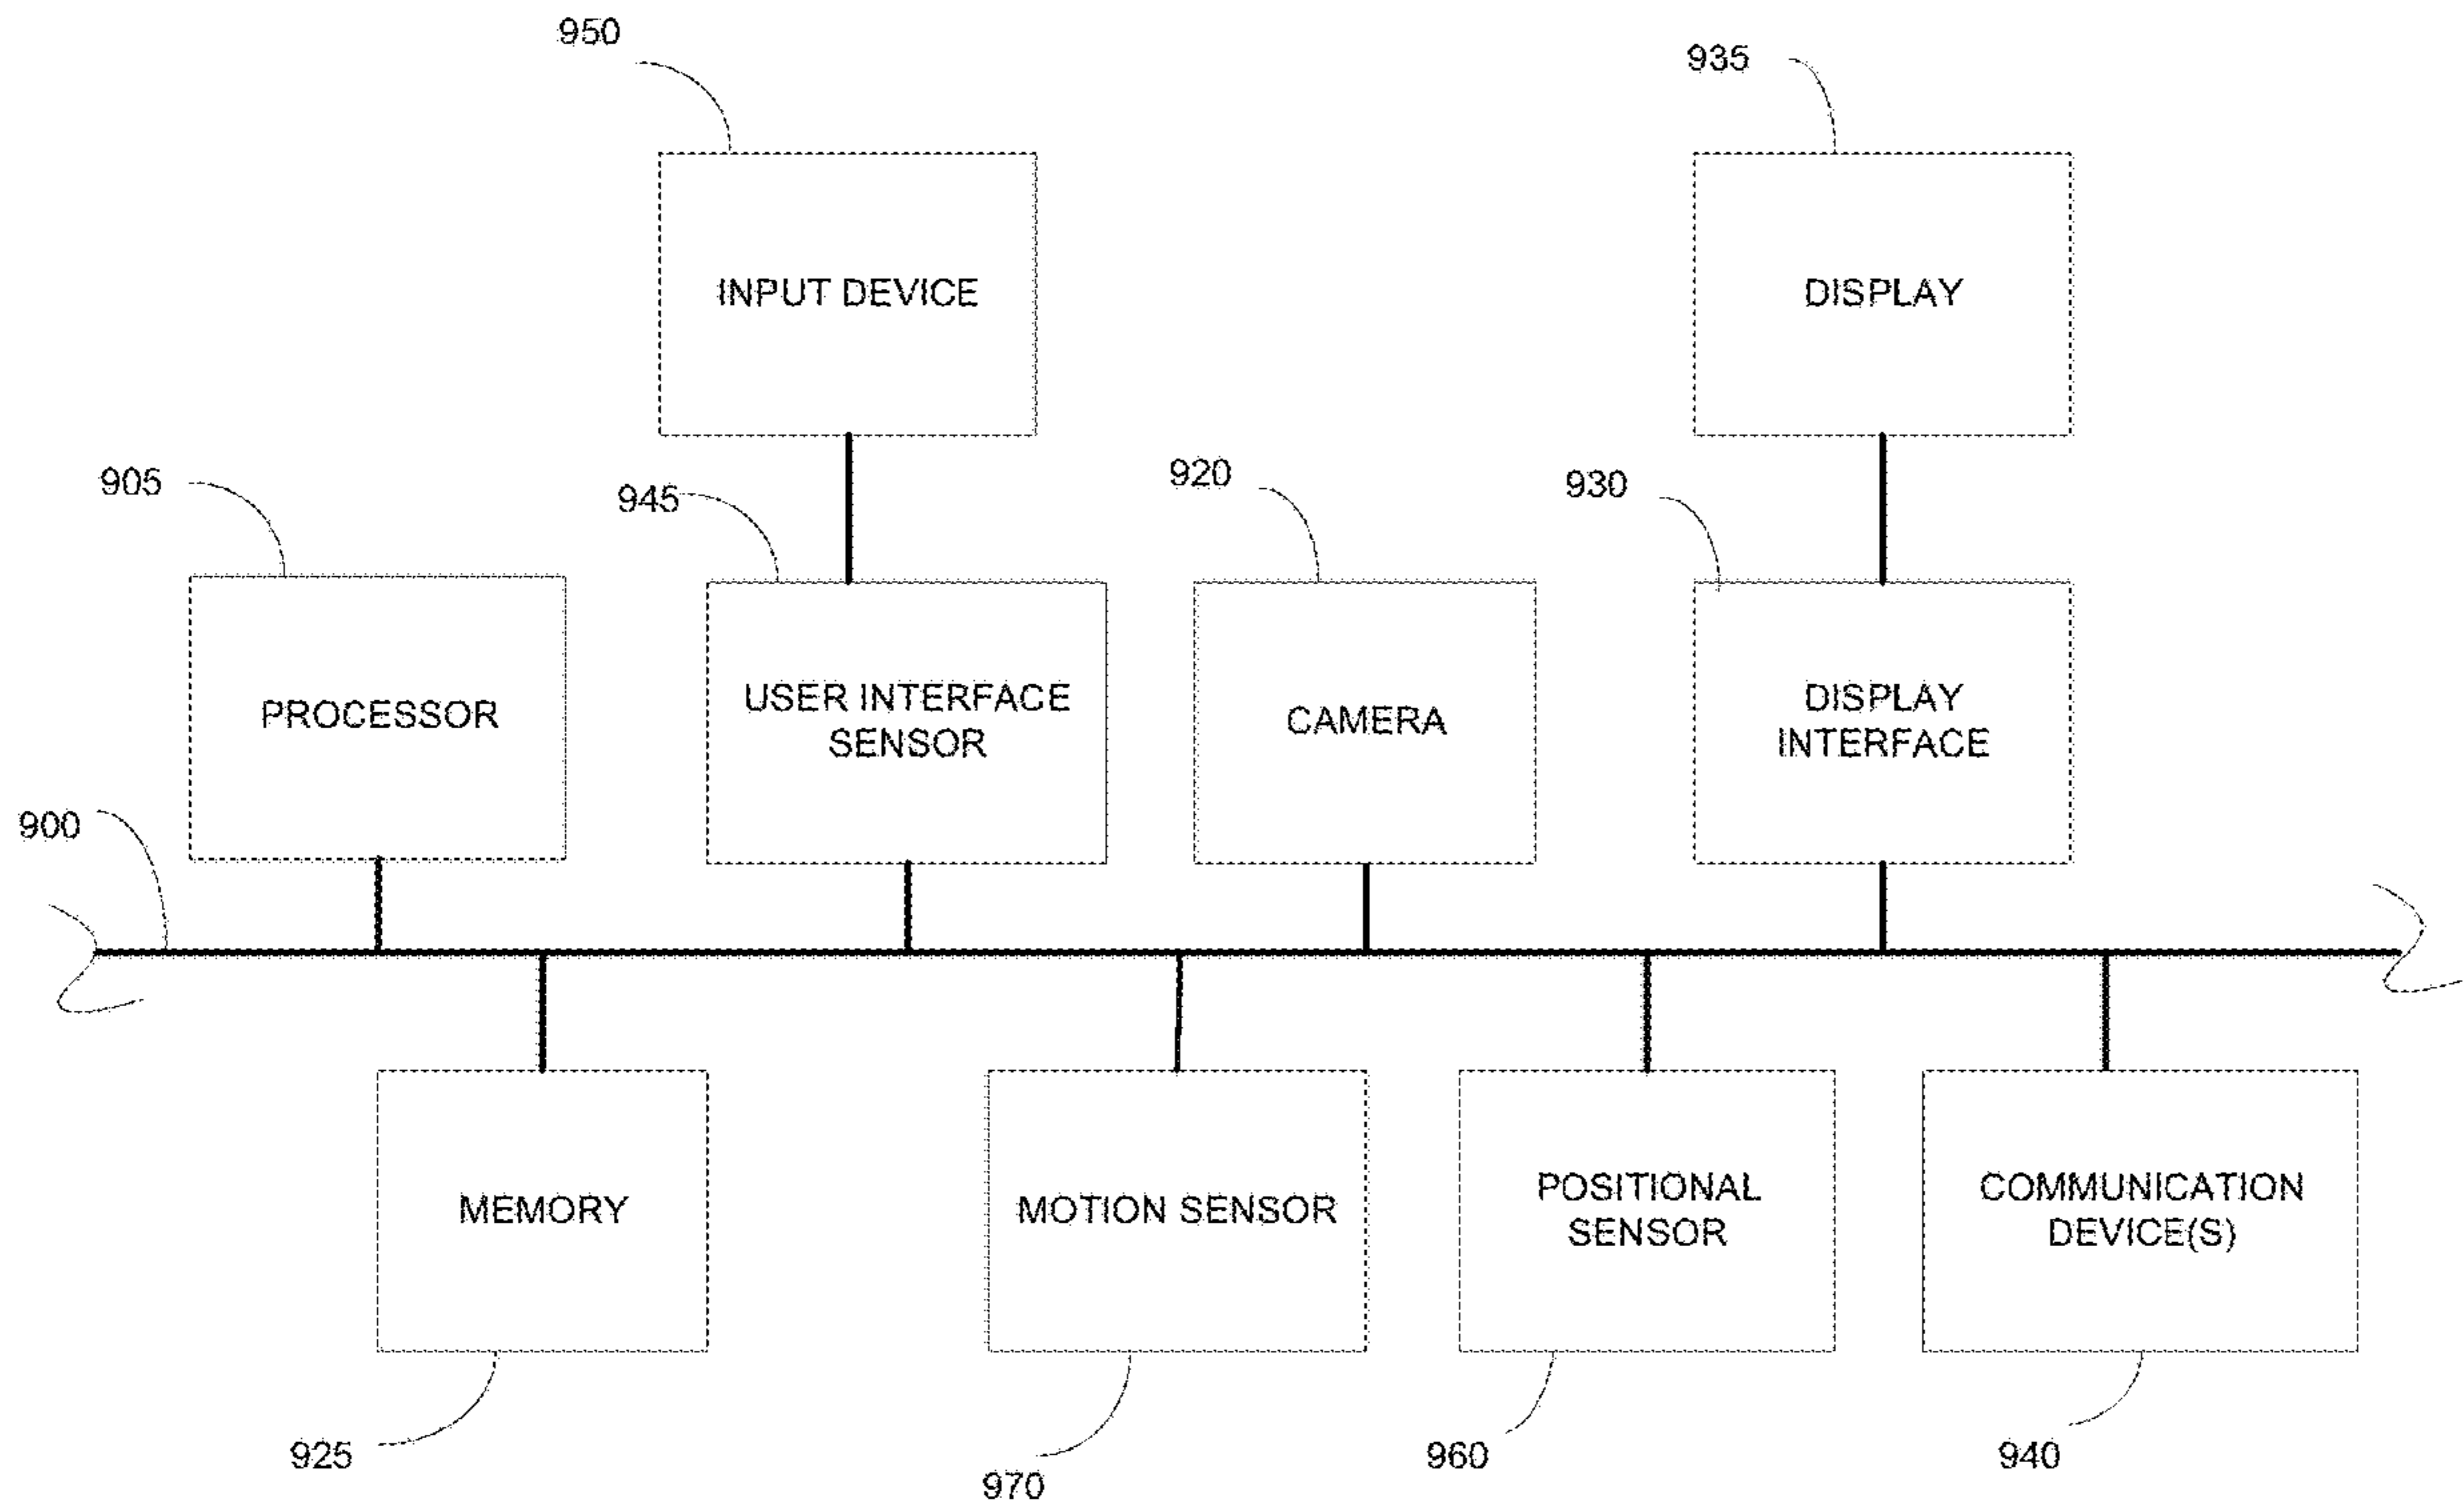 950
935
INPUT DEVICE
DISPLAY
905
945
920
930
PROCESSOR
USER INTERFACE
SENSOR
CAMERA
DISPLAY
INTERFACE
900
MEMORY
MOTION SENSOR
POSITIONAL
SENSOR
COMMUNICATION
DEVICE(S)
925
970
960
940